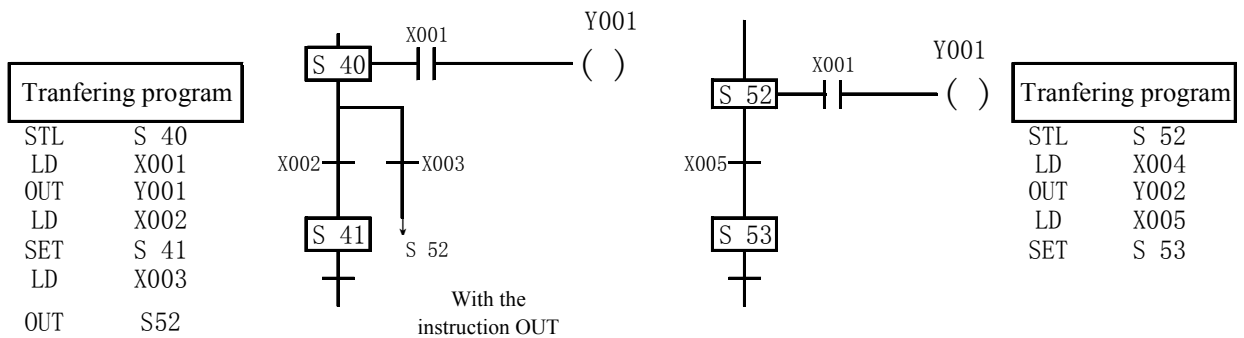 Tranfering program
STL S 40
LD X001
OUT Y001
LD X002
SET S 41
LD X003
OUT S52
X001
Y001
S 40
( )
X002
X003
S 41
S 52
With the
instruction OUT
X001
Y001
S 52
( )
X005
S 53
Tranfering program
STL S 52
LD X004
OUT Y002
LD X005
SET S 53